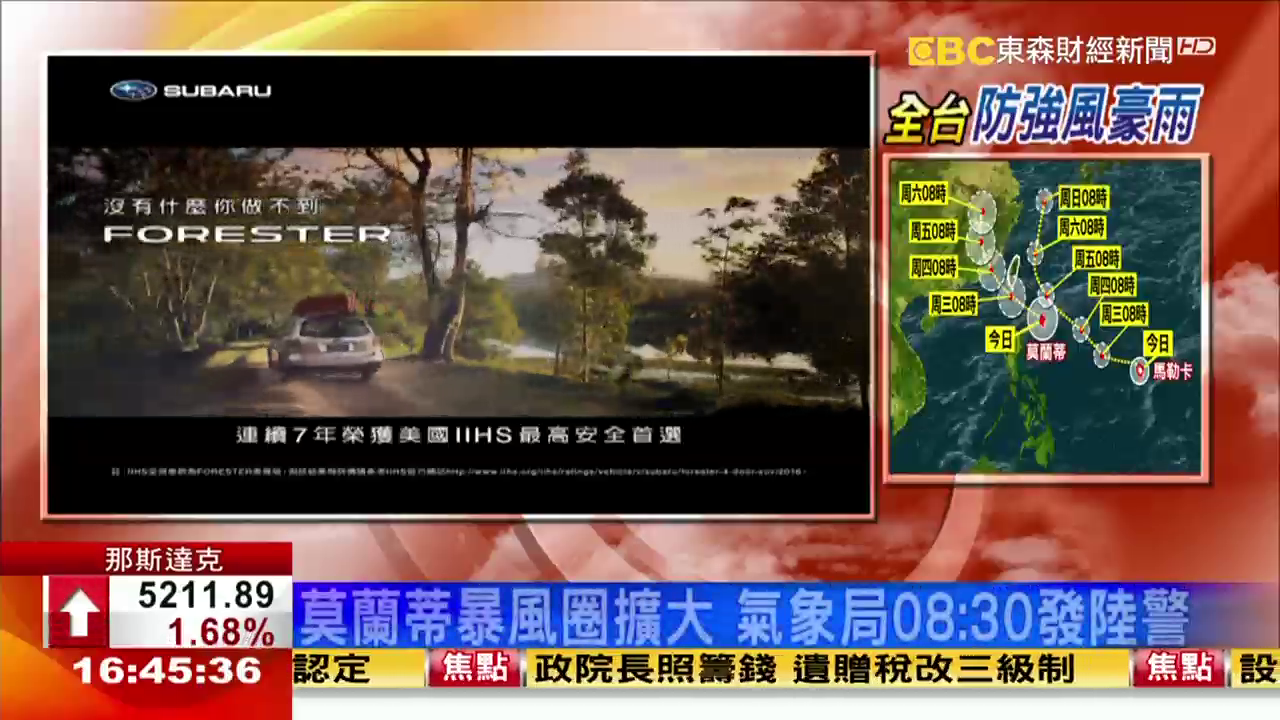 EBC東森財經新聞HD
全台防強風豪雨
SUBARU
沒有什麼你做不到
FORESTER
連續7年榮獲美國IIHS最高安全首選
周六08時
周五08時
周四08時
周三08時
今日
莫蘭蒂
周日08時
周六08時
周五08時
周四08時
周三08時
今日
馬勒卡
那斯達克
5211.89
1.68%
莫蘭蒂暴風圈擴大 氣象局08:30發陸警
16:45:36
認定 焦點 政院長照籌錢 遺贈稅改三級制 焦點 設